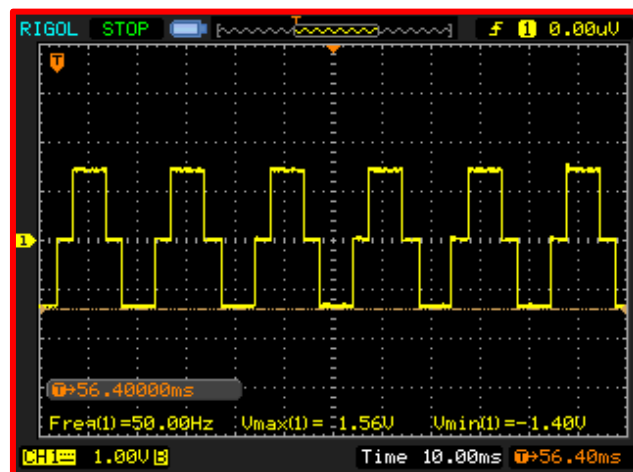 RIGOL STOP T 1 0.00uV
T
1
T→56.40000ms
Freq(1)=50.00Hz Vmax(1)= 1.56V Vmin(1)=-1.40V
CH1 1.00V B Time 10.00ms T→56.40ms